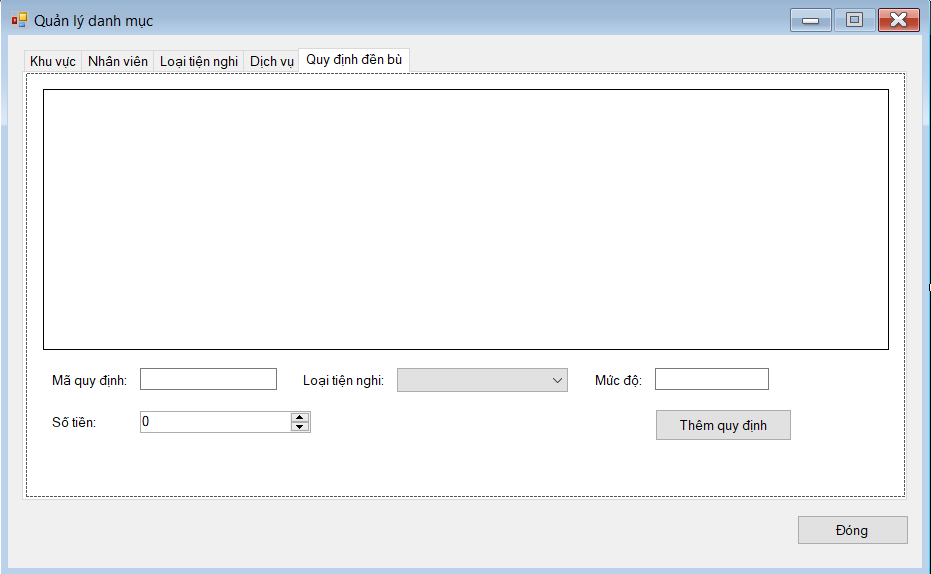 Quản lý danh mục
Khu vực Nhân viên Loại tiện nghi Dịch vụ Quy định đền bù
Mã quy định: Loại tiện nghi: Mức độ:
Số tiền: 0 Thêm quy định
Đóng